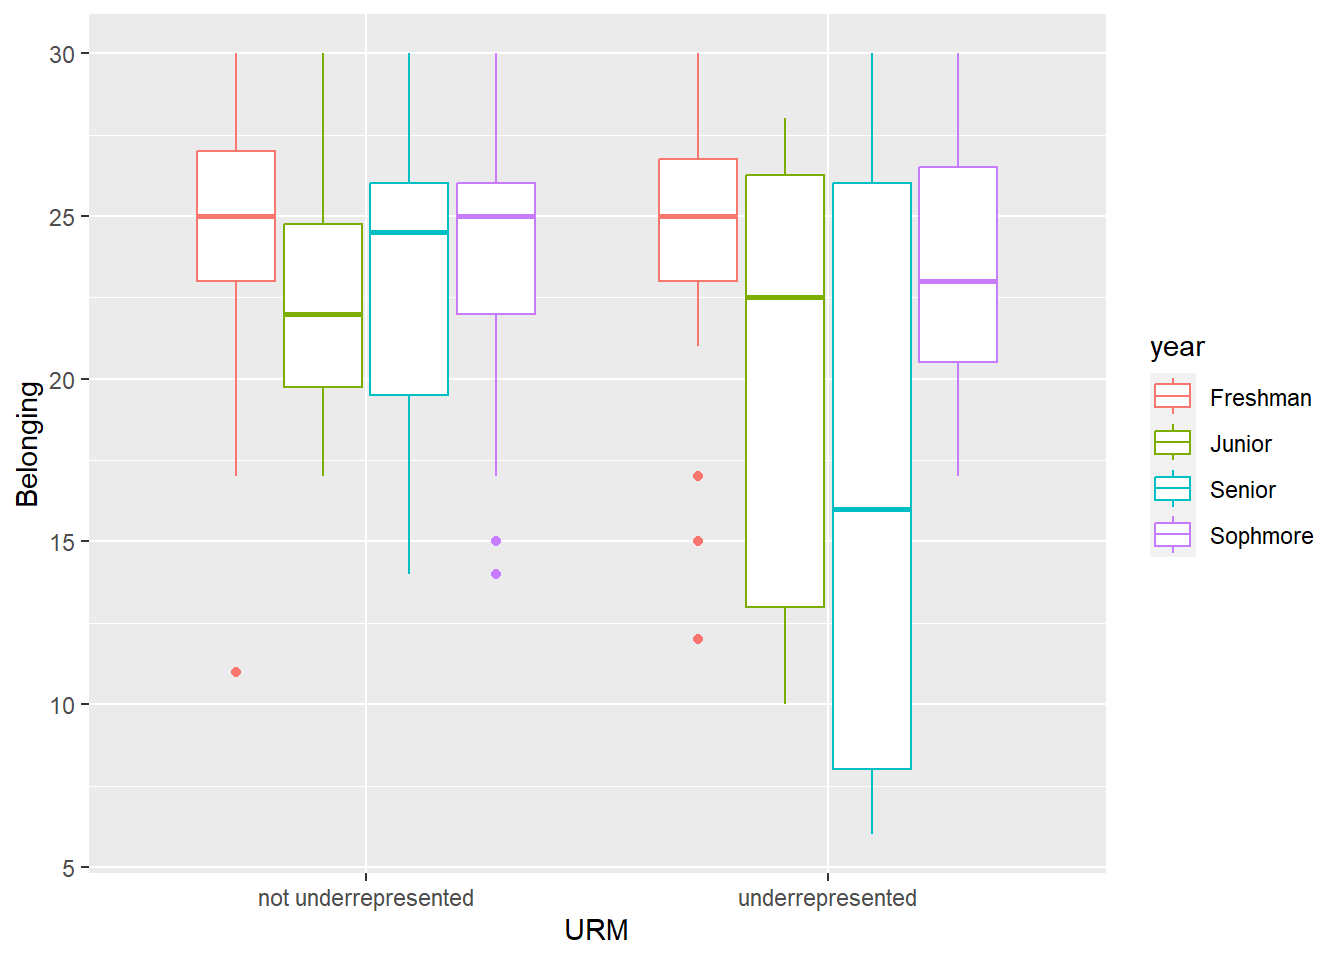 30
25
20
15
10
5
Belonging
not underrepresented
underrepresented
URM
year
Freshman
Junior
Senior
Sophmore